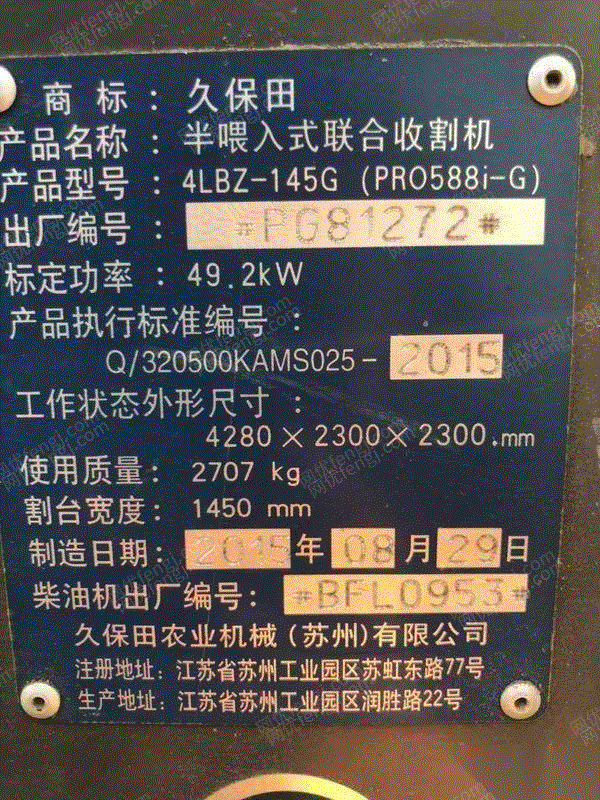 商标：久保田
产品名称：半喂入式联合收割机
产品型号：4LBZ-145G (PRO588i-G)
出厂编号：#PG81272#
标定功率：49.2kW
产品执行标准编号：
Q/320500KAMS025-2015
工作状态外形尺寸：
4280×2300×2300.mm
使用质量：2707 kg
割台宽度：1450 mm
制造日期：2015年08月29日
柴油机出厂编号：#BFL0953#
久保田农业机械(苏州)有限公司
注册地址：江苏省苏州工业园区苏虹东路77号
生产地址：江苏省苏州工业园区润胜路22号